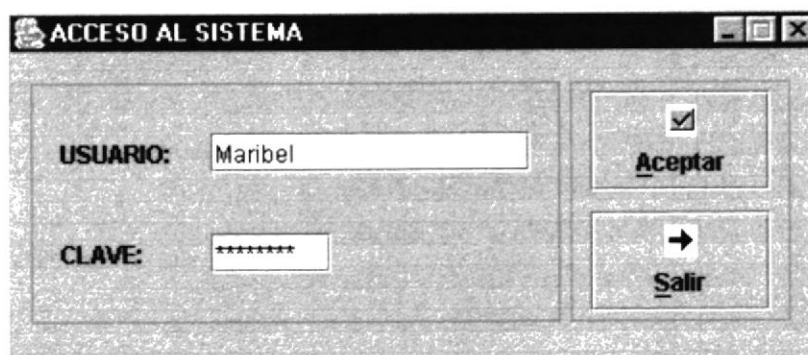 ACCESO AL SISTEMA
USUARIO: Maribel
Aceptar
CLAVE: ********
Salir